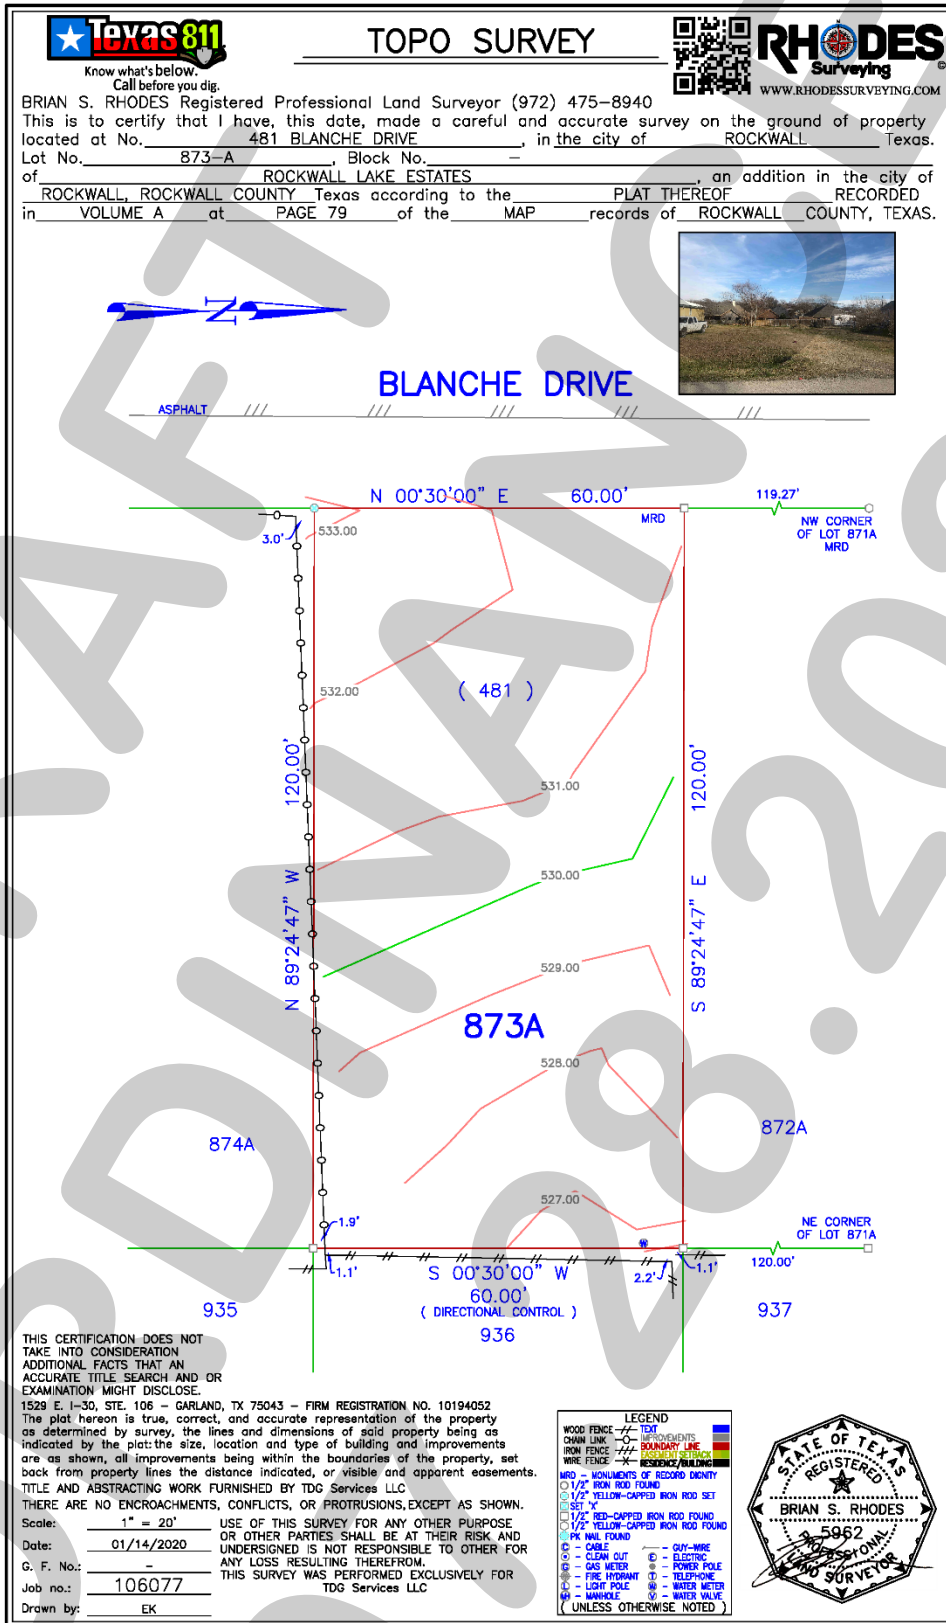 Texas 811
Know what's below.
Call before you dig.
TOPO SURVEY
RHODES
Surveying
WWW.RHODESSURVEYING.COM
BRIAN S. RHODES Registered Professional Land Surveyor (972) 475-8940
This is to certify that I have, this date, made a careful and accurate survey on the ground of property
located at No. 481 BLANCHE DRIVE, in the city of ROCKWALL Texas.
Lot No. 873-A, Block No. -
of ROCKWALL LAKE ESTATES, an addition in the city of
ROCKWALL, ROCKWALL COUNTY Texas according to the PLAT THEREOF RECORDED
in VOLUME A at PAGE 79 of the MAP records of ROCKWALL COUNTY, TEXAS.
N
BLANCHE DRIVE
ASPHALT
N 00°30'00" E 60.00'
119.27'
MRD
NW CORNER
OF LOT 871A
MRD
3.0'
533.00
532.00
( 481 )
120.00'
N 89°24'47" W
120.00'
S 89°24'47" E
531.00
530.00
529.00
873A
528.00
874A
872A
527.00
1.9'
NE CORNER
OF LOT 871A
1.1'
S 00°30'00" W
60.00'
( DIRECTIONAL CONTROL )
2.2'
1.1'
120.00'
935
936
937
THIS CERTIFICATION DOES NOT
TAKE INTO CONSIDERATION
ADDITIONAL FACTS THAT AN
ACCURATE TITLE SEARCH AND OR
EXAMINATION MIGHT DISCLOSE.
1529 E. I-30, STE. 106 - GARLAND, TX 75043 - FIRM REGISTRATION NO. 10194052
The plat hereon is true, correct, and accurate representation of the property
as determined by survey, the lines and dimensions of said property being as
indicated by the plat: the size, location and type of building and improvements
are as shown, all improvements being within the boundaries of the property, set
back from property lines the distance indicated, or visible and apparent easements.
TITLE AND ABSTRACTING WORK FURNISHED BY TDG Services LLC
THERE ARE NO ENCROACHMENTS, CONFLICTS, OR PROTRUSIONS, EXCEPT AS SHOWN.
Scale: 1" = 20'
Date: 01/14/2020
G. F. No.: -
Job no.: 106077
Drawn by: EK
USE OF THIS SURVEY FOR ANY OTHER PURPOSE
OR OTHER PARTIES SHALL BE AT THEIR RISK AND
UNDERSIGNED IS NOT RESPONSIBLE TO OTHER FOR
ANY LOSS RESULTING THEREFROM.
THIS SURVEY WAS PERFORMED EXCLUSIVELY FOR
TDG Services LLC
LEGEND
WOOD FENCE TEXT
CHAIN LINK IMPROVEMENTS
IRON FENCE BOUNDARY LINE
WIRE FENCE EASEMENT/SETBACK
RESIDENCE/BUILDING
MRD - MONUMENTS OF RECORD DIGNITY
1/2" IRON ROD FOUND
1/2" YELLOW-CAPPED IRON ROD SET
SET 'X'
1/2" RED-CAPPED IRON ROD FOUND
1/2" YELLOW-CAPPED IRON ROD FOUND
PK NAIL FOUND
- CABLE - GUY-WIRE
- CLEAN OUT E - ELECTRIC
G - GAS METER - POWER POLE
- FIRE HYDRANT T - TELEPHONE
L - LIGHT POLE W - WATER METER
MH - MANHOLE V - WATER VALVE
( UNLESS OTHERWISE NOTED )
STATE OF TEXAS
REGISTERED
BRIAN S. RHODES
5962
PROFESSIONAL
LAND SURVEYOR